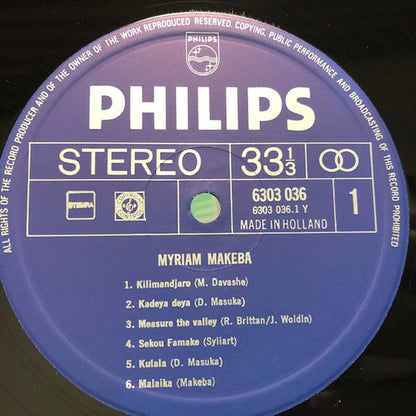 ALL RIGHTS OF THE RECORD PRODUCER AND OF THE OWNER OF THE WORK REPRODUCED RESERVED. COPYING, PUBLIC PERFORMANCE AND BROADCASTING OF THIS RECORD PROHIBITED
PHILIPS
PHILIPS
STEREO 33 1/3
STEMRA
6303 036
6303 036.1 Y
MADE IN HOLLAND
1
MYRIAM MAKEBA
1. Kilimandjaro (M. Davashe)
2. Kadeya deya (D. Masuka)
3. Measure the valley (R. Brittan/J. Woldin)
4. Sekou Famake (Syliart)
5. Kulala (D. Masuka)
6. Malaika (Makeba)